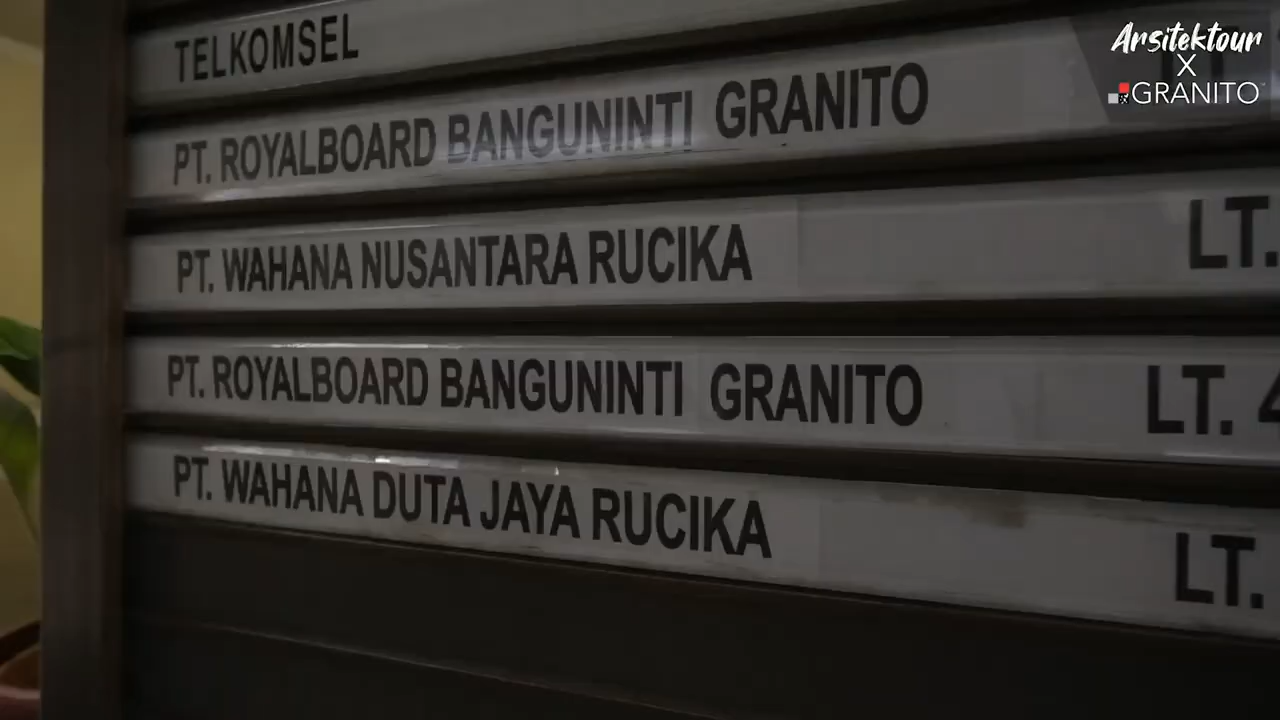 Arsitektour
X
GRANITO
TELKOMSEL
PT. ROYALBOARD BANGUNINTI GRANITO
PT. WAHANA NUSANTARA RUCIKA LT.
PT. ROYALBOARD BANGUNINTI GRANITO LT. 4
PT. WAHANA DUTA JAYA RUCIKA LT.